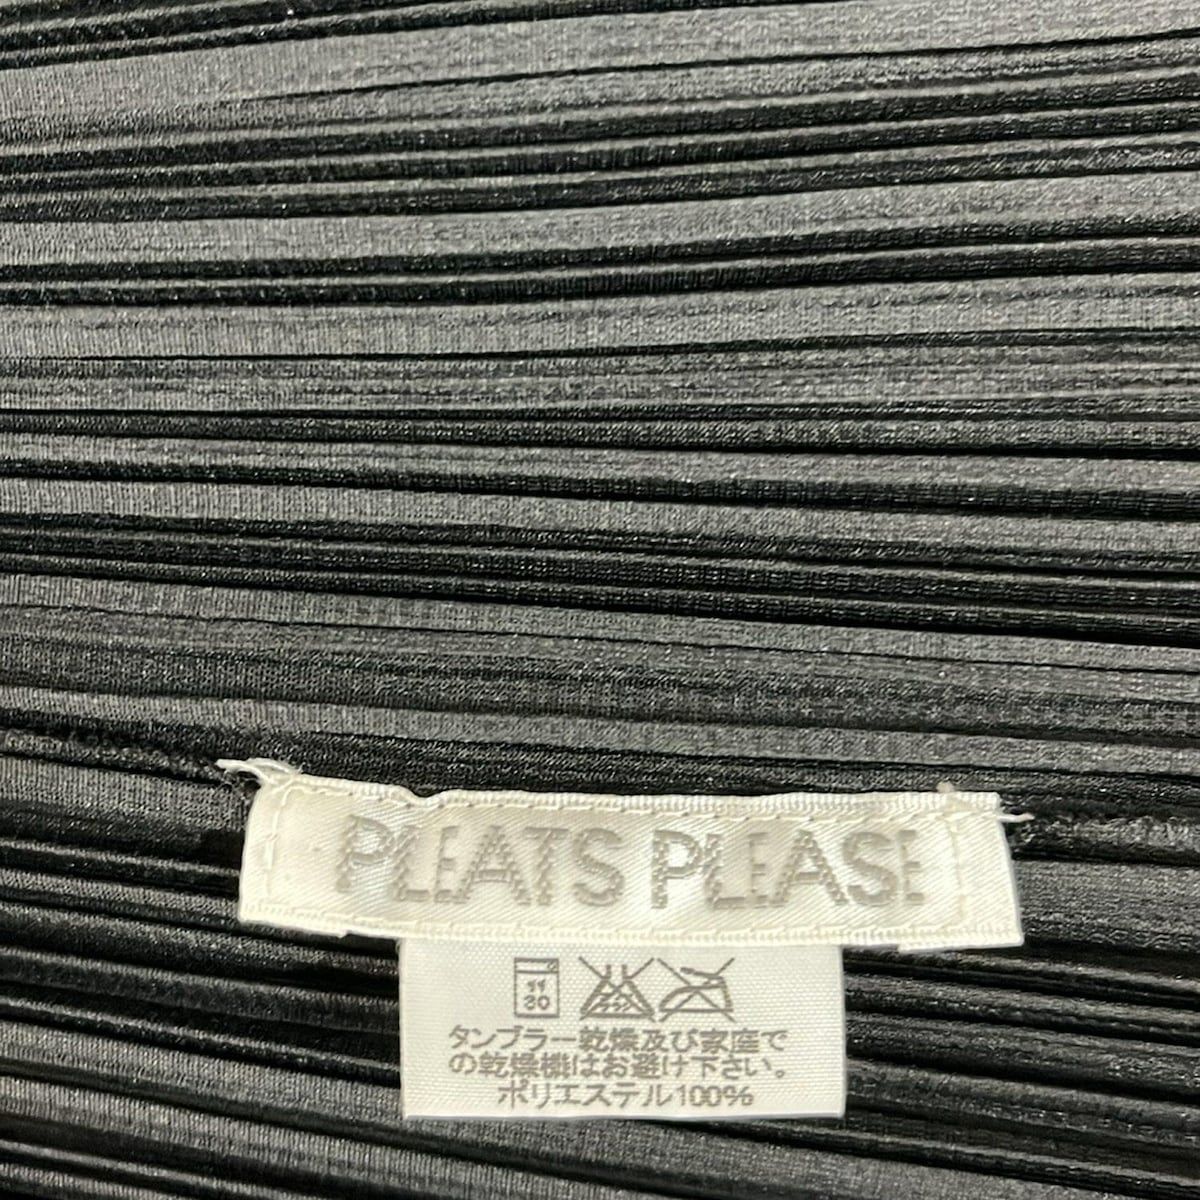 PLEATS PLEASE
タンブラー乾燥及び家庭で
の乾燥機はお避け下さい。
ポリエステル100%